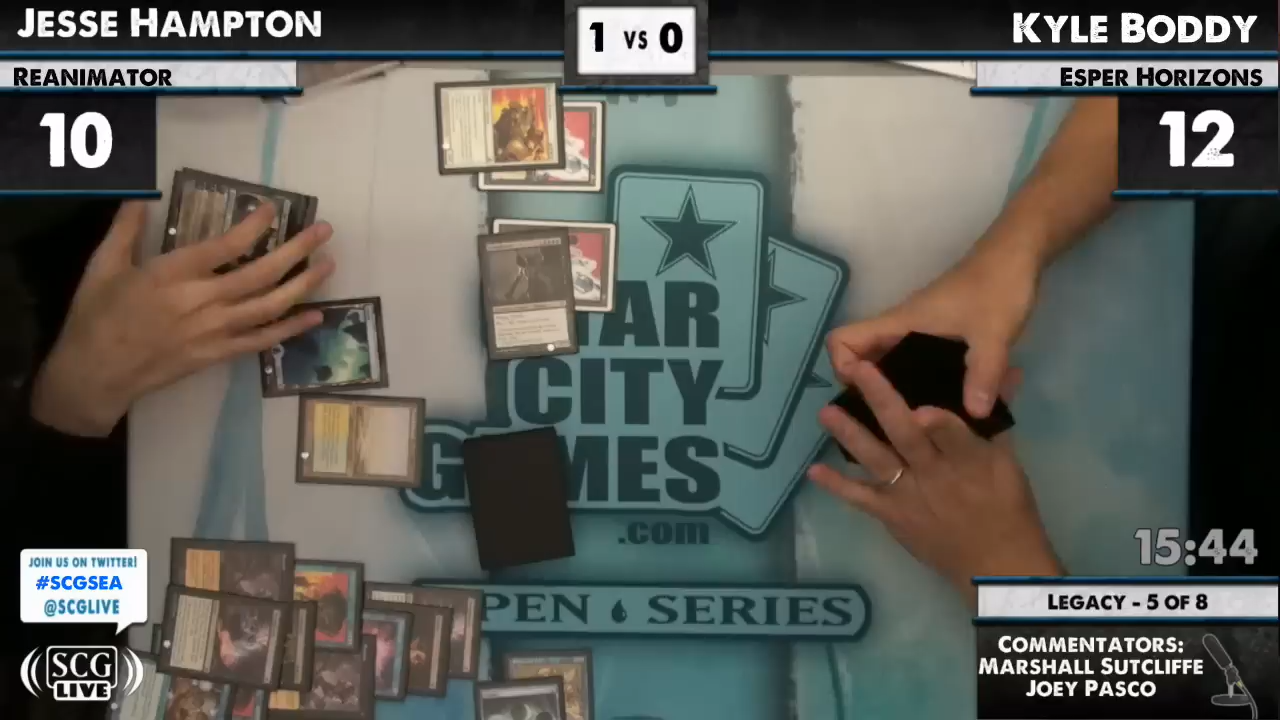 JESSE HAMPTON
1 VS 0
KYLE BODDY
REANIMATOR
ESPER HORIZONS
10
12
STAR
CITY
GAMES
.com
OPEN SERIES
15:44
JOIN US ON TWITTER!
#SCGSEA
@SCGLIVE
SCG
LIVE
LEGACY - 5 OF 8
COMMENTATORS:
MARSHALL SUTCLIFFE
JOEY PASCO